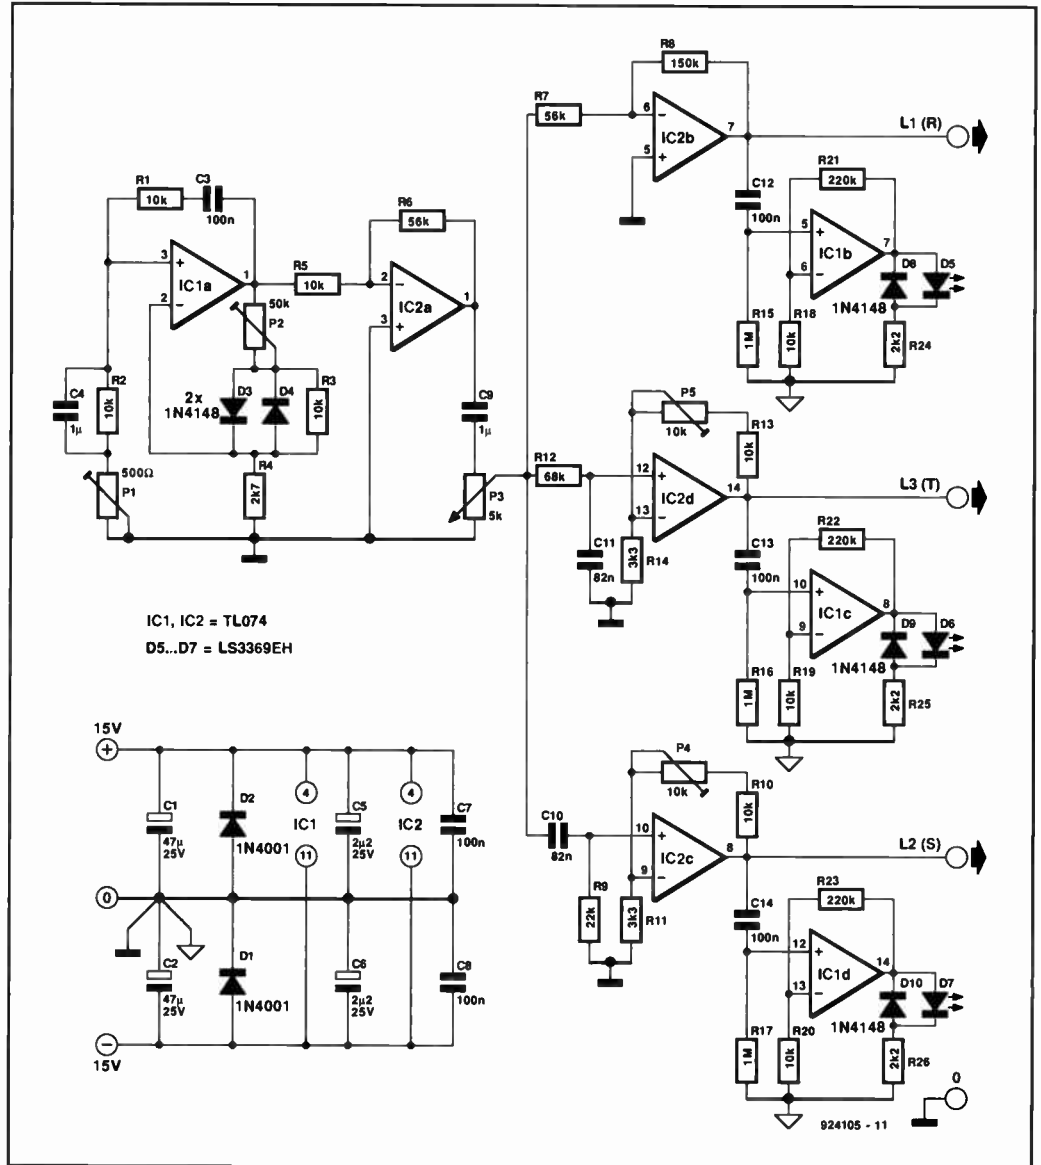 R8
150k
R7
56k
6
−
IC2b
7
5
+
L1 (R)
R21
220k
C12
100n
5
+
IC1b
7
6
−
D8
D5
1N4148
R15
1M
R18
10k
2k2
R24
R1
10k
C3
100n
3
+
IC1a
1
2
−
R5
10k
R6
56k
2
−
IC2a
1
3
+
50k
P2
C4
1µ
R2
10k
2x
1N4148
D3
D4
R3
10k
500Ω
P1
R4
2k7
C9
1µ
P3
5k
P5
10k
R13
10k
R12
68k
12
+
IC2d
14
13
−
C11
82n
3k3
R14
L3 (T)
R22
220k
C13
100n
10
+
IC1c
8
9
−
D9
D6
1N4148
R16
1M
R19
10k
2k2
R25
IC1, IC2 = TL074
D5...D7 = LS3369EH
15V
+
C1
47µ
25V
D2
1N4001
4
IC1
11
C5
2µ2
25V
4
IC2
11
C7
100n
0
C2
47µ
25V
D1
1N4001
C6
2µ2
25V
C8
100n
−
15V
P4
10k
R10
10k
C10
82n
10
+
IC2c
8
9
−
R9
22k
3k3
R11
L2 (S)
R23
220k
C14
100n
12
+
IC1d
14
13
−
D10
D7
1N4148
R17
1M
R20
10k
2k2
R26
0
924105 - 11